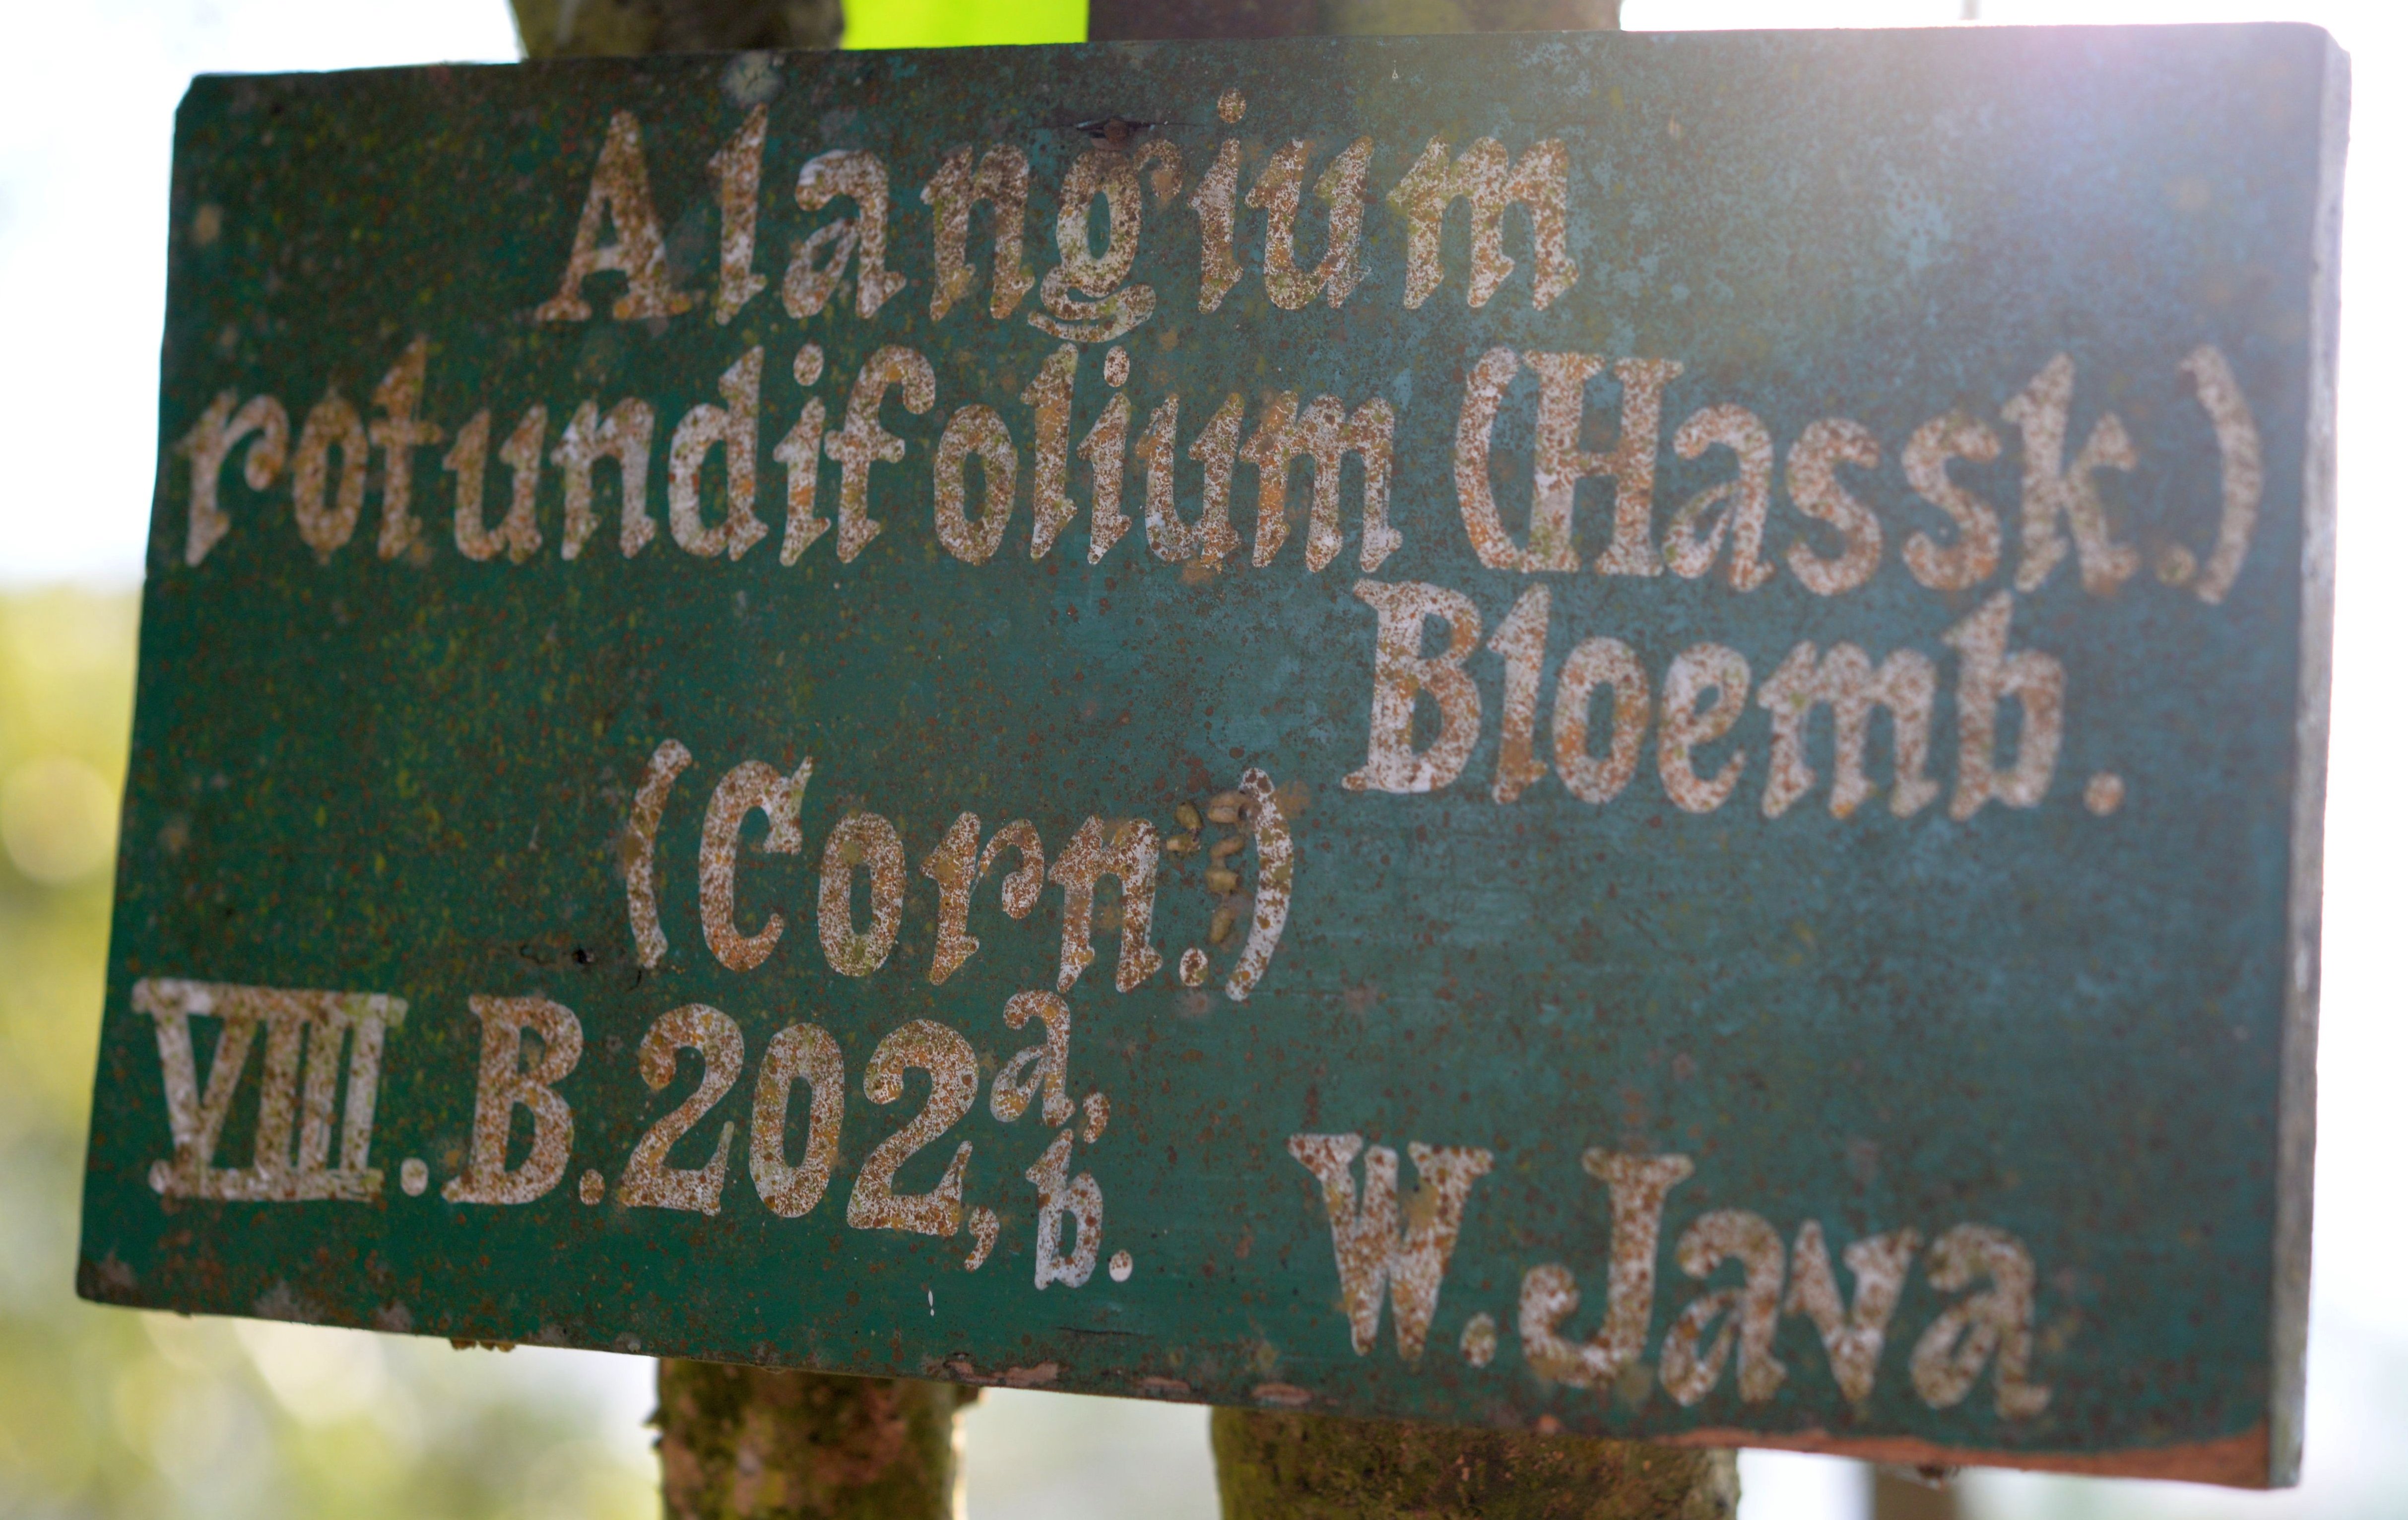 Alangium
rotundifolium (Hassk.)
Bloemb.
(Corn.)
VIII.B.202a,,b. W.Java